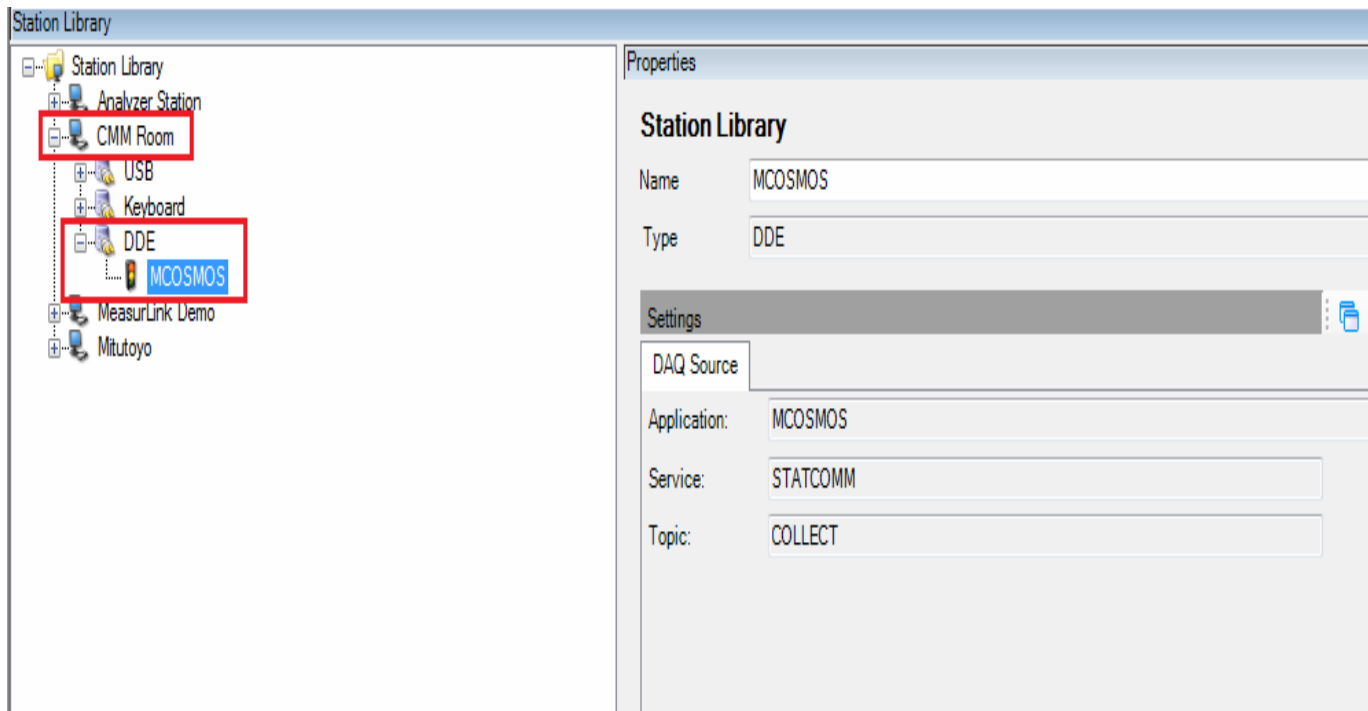 Station Library
Station Library
Analyzer Station
CMM Room
USB
Keyboard
DDE
MCOSMOS
MeasurLink Demo
Mitutoyo
Properties
Station Library
Name MCOSMOS
Type DDE
Settings
DAQ Source
Application: MCOSMOS
Service: STATCOMM
Topic: COLLECT